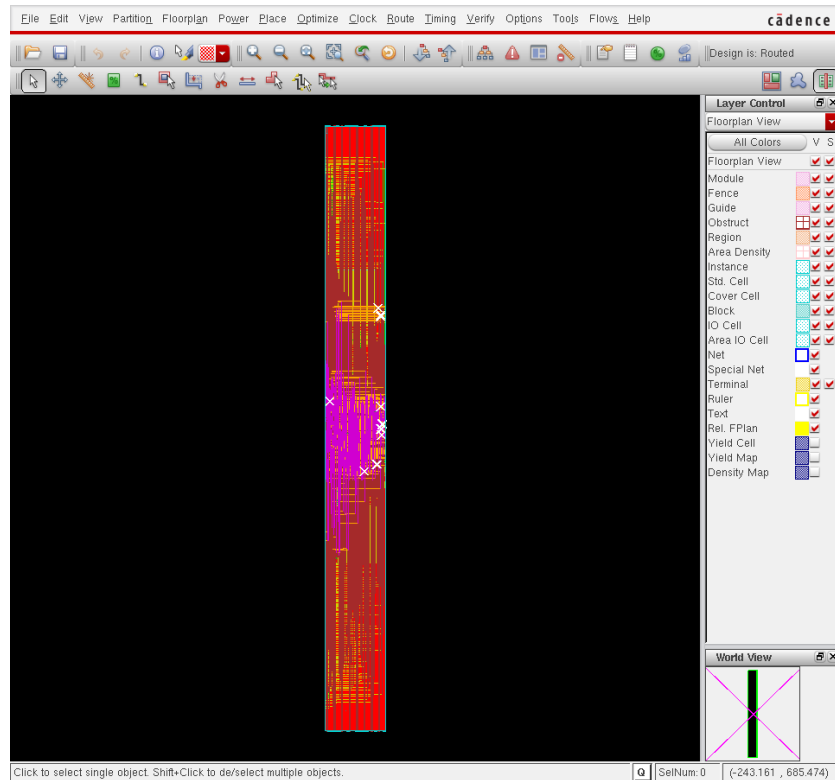 File Edit View Partition Floorplan Power Place Optimize Clock Route Timing Verify Options Tools Flows Help
cādence
Design is: Routed
Layer Control
Floorplan View
All Colors V S
Floorplan View
Module
Fence
Guide
Obstruct
Region
Area Density
Instance
Std. Cell
Cover Cell
Block
IO Cell
Area IO Cell
Net
Special Net
Terminal
Ruler
Text
Rel. FPlan
Yield Cell
Yield Map
Density Map
World View
Click to select single object. Shift+Click to de/select multiple objects. Q SelNum: 0 (-243.161 , 685.474)